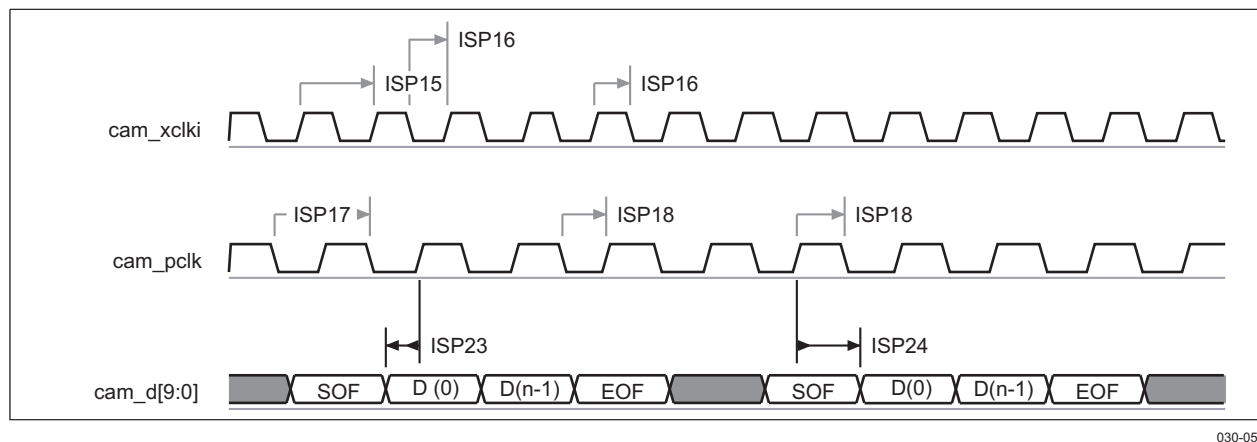 ISP16
ISP15 ISP16
cam_xclki
ISP17 ISP18 ISP18
cam_pclk
ISP23 ISP24
cam_d[9:0] SOF D (0) D(n-1) EOF SOF D(0) D(n-1) EOF
030-05